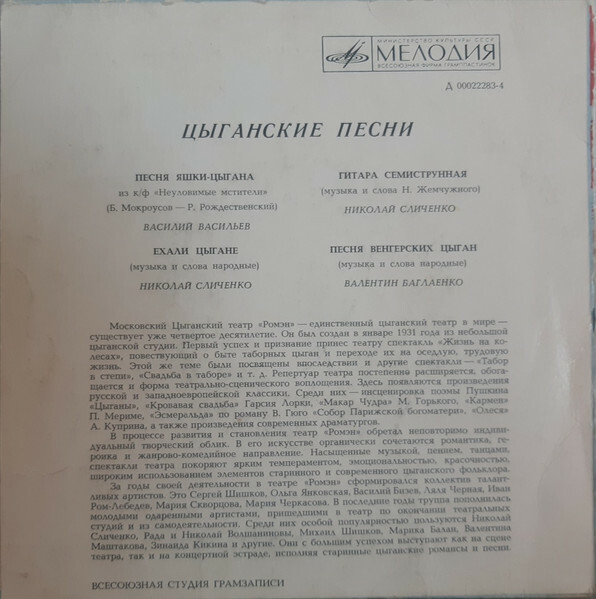 МИНИСТЕРСТВО КУЛЬТУРЫ СССР
МЕЛОДИЯ
ВСЕСОЮЗНАЯ ФИРМА ГРАМПЛАСТИНОК
Д 00022283-4
ЦЫГАНСКИЕ ПЕСНИ
ПЕСНЯ ЯШКИ-ЦЫГАНА
из к/ф «Неуловимые мстители»
(Б. Мокроусов — Р. Рождественский)
ВАСИЛИЙ ВАСИЛЬЕВ
ЕХАЛИ ЦЫГАНЕ
(музыка и слова народные)
НИКОЛАЙ СЛИЧЕНКО
ГИТАРА СЕМИСТРУННАЯ
(музыка и слова Н. Жемчужного)
НИКОЛАЙ СЛИЧЕНКО
ПЕСНЯ ВЕНГЕРСКИХ ЦЫГАН
(музыка и слова народные)
ВАЛЕНТИН БАГЛАЕНКО
Московский Цыганский театр «Ромэн» — единственный цыганский театр в мире —
существует уже четвертое десятилетие. Он был создан в январе 1931 года из небольшой
цыганской студии. Первый успех и признание принес театру спектакль «Жизнь на ко-
лесах», повествующий о быте таборных цыган и переходе их на оседлую, трудовую
жизнь. Этой же теме были посвящены впоследствии и другие спектакли — «Табор
в степи», «Свадьба в таборе» и т. д. Репертуар театра постепенно расширяется, обога-
щается и форма театрально-сценического воплощения. Здесь появляются произведения
русской и западноевропейской классики. Среди них — инсценировка поэмы Пушкина
«Цыганы», «Кровавая свадьба» Гарсия Лорки, «Макар Чудра» М. Горького, «Кармен»
П. Мериме, «Эсмеральда» по роману В. Гюго «Собор Парижской богоматери», «Олеся»
А. Куприна, а также произведения современных драматургов.
В процессе развития и становления театр «Ромэн» обретал неповторимо индиви-
дуальный творческий облик. В его искусстве органически сочетаются романтика, ге-
роика и жанрово-комедийное направление. Насыщенные музыкой, пением, танцами,
спектакли театра покоряют ярким темпераментом, эмоциональностью, красочностью,
широким использованием элементов старинного и современного цыганского фольклора.
За годы своей деятельности в театре «Ромэн» сформировался коллектив талант-
ливых артистов. Это Сергей Шишков, Ольга Янковская, Василий Бизев, Ляля Черная, Иван
Ром-Лебедев, Мария Скворцова, Мария Черкасова. В последние годы труппа пополнилась
молодыми одаренными артистами, пришедшими в театр по окончании театральных
студий и из самодеятельности. Среди них особой популярностью пользуются Николай
Сличенко, Рада и Николай Волшаниновы, Михаил Шишков, Марика Балан, Валентина
Маштакова, Зинаида Кикина и другие. Они с большим успехом выступают как на сцене
театра, так и на концертной эстраде, исполняя старинные цыганские романсы и песни.
ВСЕСОЮЗНАЯ СТУДИЯ ГРАМЗАПИСИ